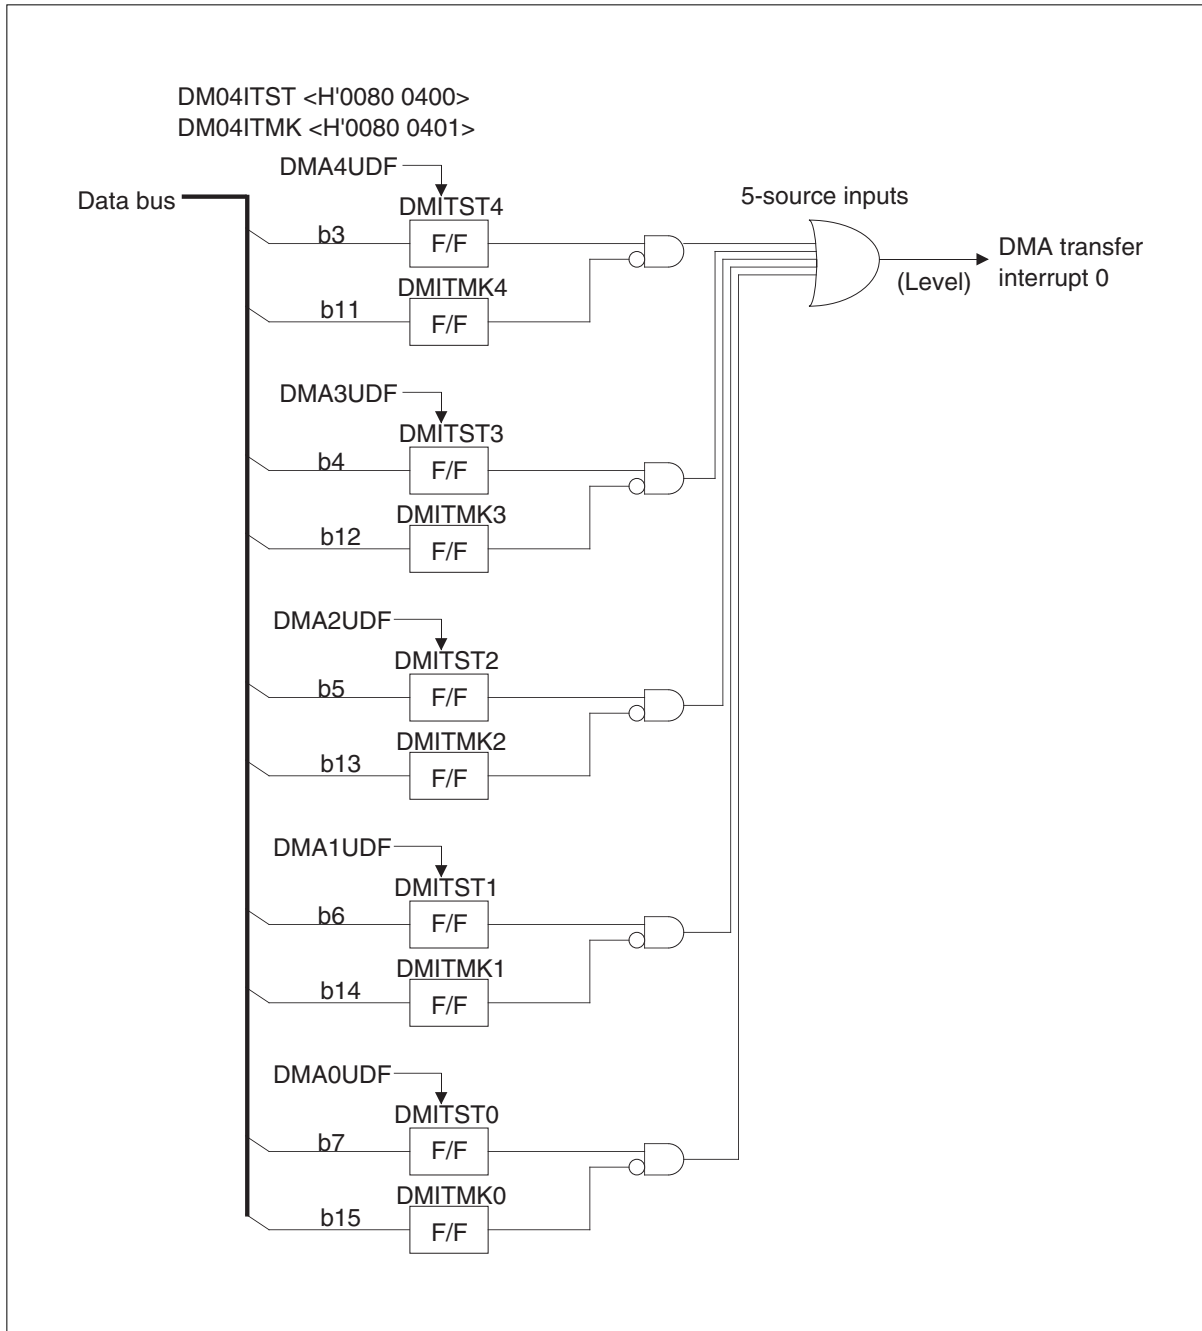 DM04ITST <H'0080 0400>
DM04ITMK <H'0080 0401>
DMA4UDF
Data bus
DMITST4
5-source inputs
b3
F/F
DMA transfer
interrupt 0
(Level)
DMITMK4
b11
F/F
DMA3UDF
DMITST3
b4
F/F
DMITMK3
b12
F/F
DMA2UDF
DMITST2
b5
F/F
DMITMK2
b13
F/F
DMA1UDF
DMITST1
b6
F/F
DMITMK1
b14
F/F
DMA0UDF
DMITST0
b7
F/F
DMITMK0
b15
F/F